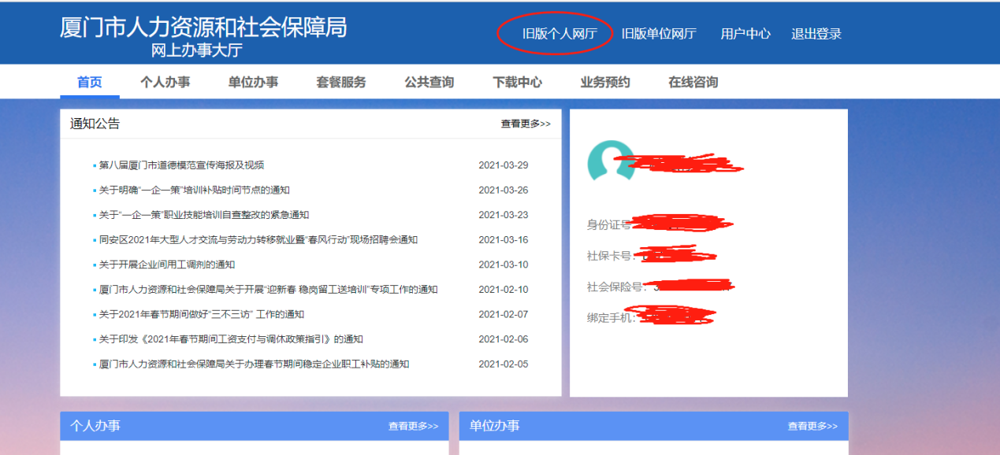 厦门市人力资源和社会保障局
网上办事大厅
旧版个人网厅 旧版单位网厅 用户中心 退出登录
首页 个人办事 单位办事 套餐服务 公共查询 下载中心 业务预约 在线咨询
通知公告 查看更多>>
第八届厦门市道德模范宣传海报及视频 2021-03-29
关于明确“一企一策”培训补贴时间节点的通知 2021-03-26
关于“一企一策”职业技能培训自查整改的紧急通知 2021-03-23
同安区2021年大型人才交流与劳动力转移就业暨“春风行动”现场招聘会通知 2021-03-16
关于开展企业间用工调剂的通知 2021-03-10
厦门市人力资源和社会保障局关于开展“迎新春 稳岗留工送培训”专项工作的通知 2021-02-10
关于2021年春节期间做好“三不三访” 工作的通知 2021-02-07
关于印发《2021年春节期间工资支付与调休政策指引》的通知 2021-02-06
厦门市人力资源和社会保障局关于办理春节期间稳定企业职工补贴的通知 2021-02-05
身份证号
社保卡号：
社会保险号：
绑定手机：
个人办事 查看更多>>
单位办事 查看更多>>